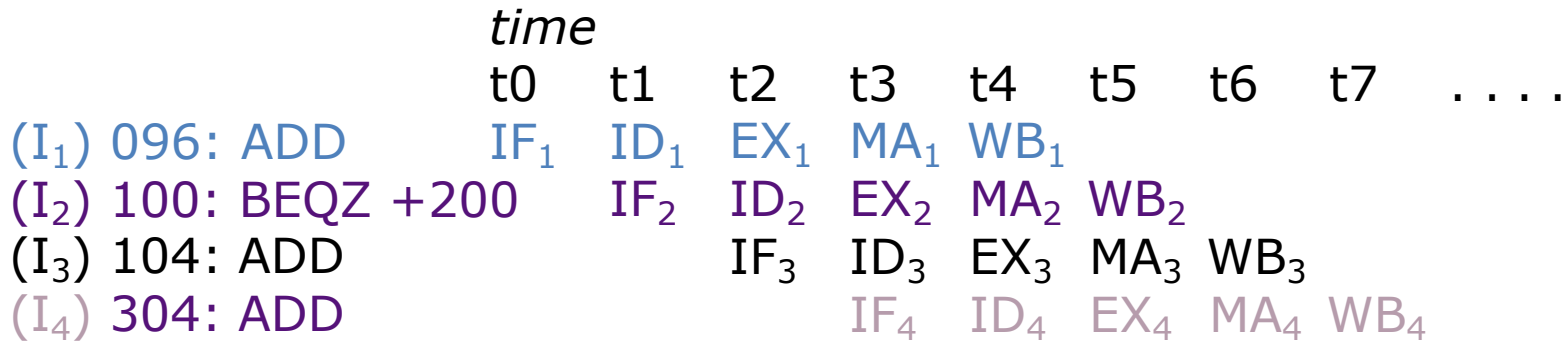 time
t0 t1 t2 t3 t4 t5 t6 t7 . . . .
(I₁) 096: ADD IF₁ ID₁ EX₁ MA₁ WB₁
(I₂) 100: BEQZ +200 IF₂ ID₂ EX₂ MA₂ WB₂
(I₃) 104: ADD IF₃ ID₃ EX₃ MA₃ WB₃
(I₄) 304: ADD IF₄ ID₄ EX₄ MA₄ WB₄